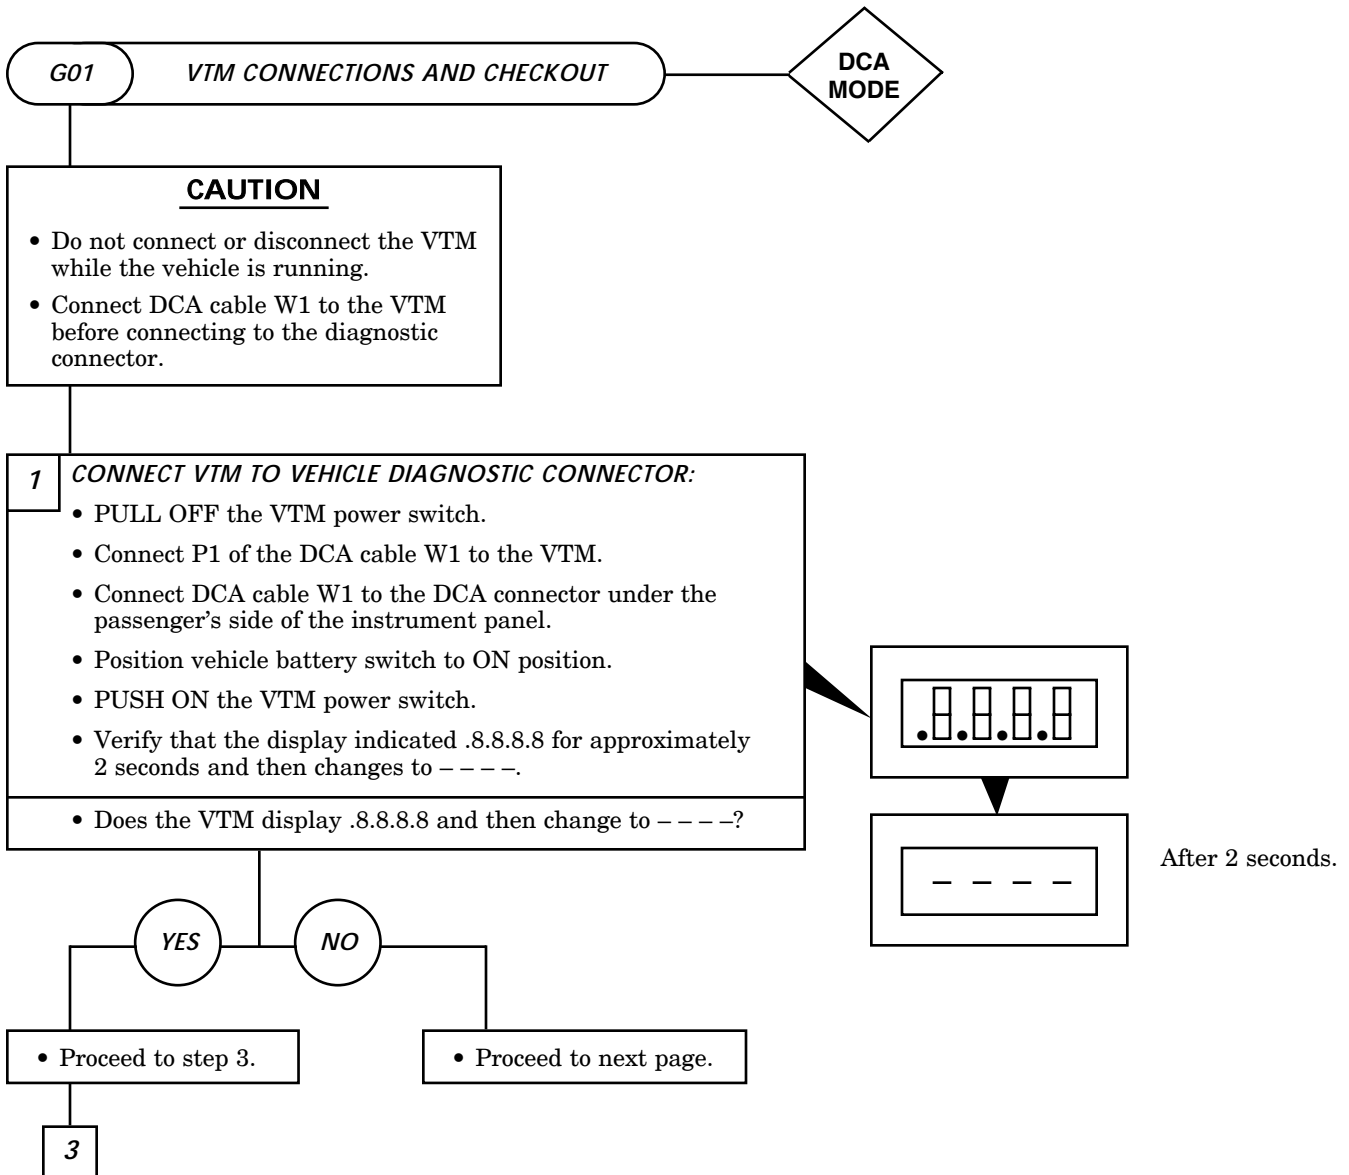 G01 VTM CONNECTIONS AND CHECKOUT
DCA
MODE
CAUTION
• Do not connect or disconnect the VTM
while the vehicle is running.
• Connect DCA cable W1 to the VTM
before connecting to the diagnostic
connector.
1 CONNECT VTM TO VEHICLE DIAGNOSTIC CONNECTOR:
• PULL OFF the VTM power switch.
• Connect P1 of the DCA cable W1 to the VTM.
• Connect DCA cable W1 to the DCA connector under the
passenger's side of the instrument panel.
• Position vehicle battery switch to ON position.
• PUSH ON the VTM power switch.
• Verify that the display indicated .8.8.8.8 for approximately
2 seconds and then changes to – – – –.
• Does the VTM display .8.8.8.8 and then change to – – – –?
.8.8.8.8
– – – –
After 2 seconds.
YES
NO
• Proceed to step 3.
• Proceed to next page.
3